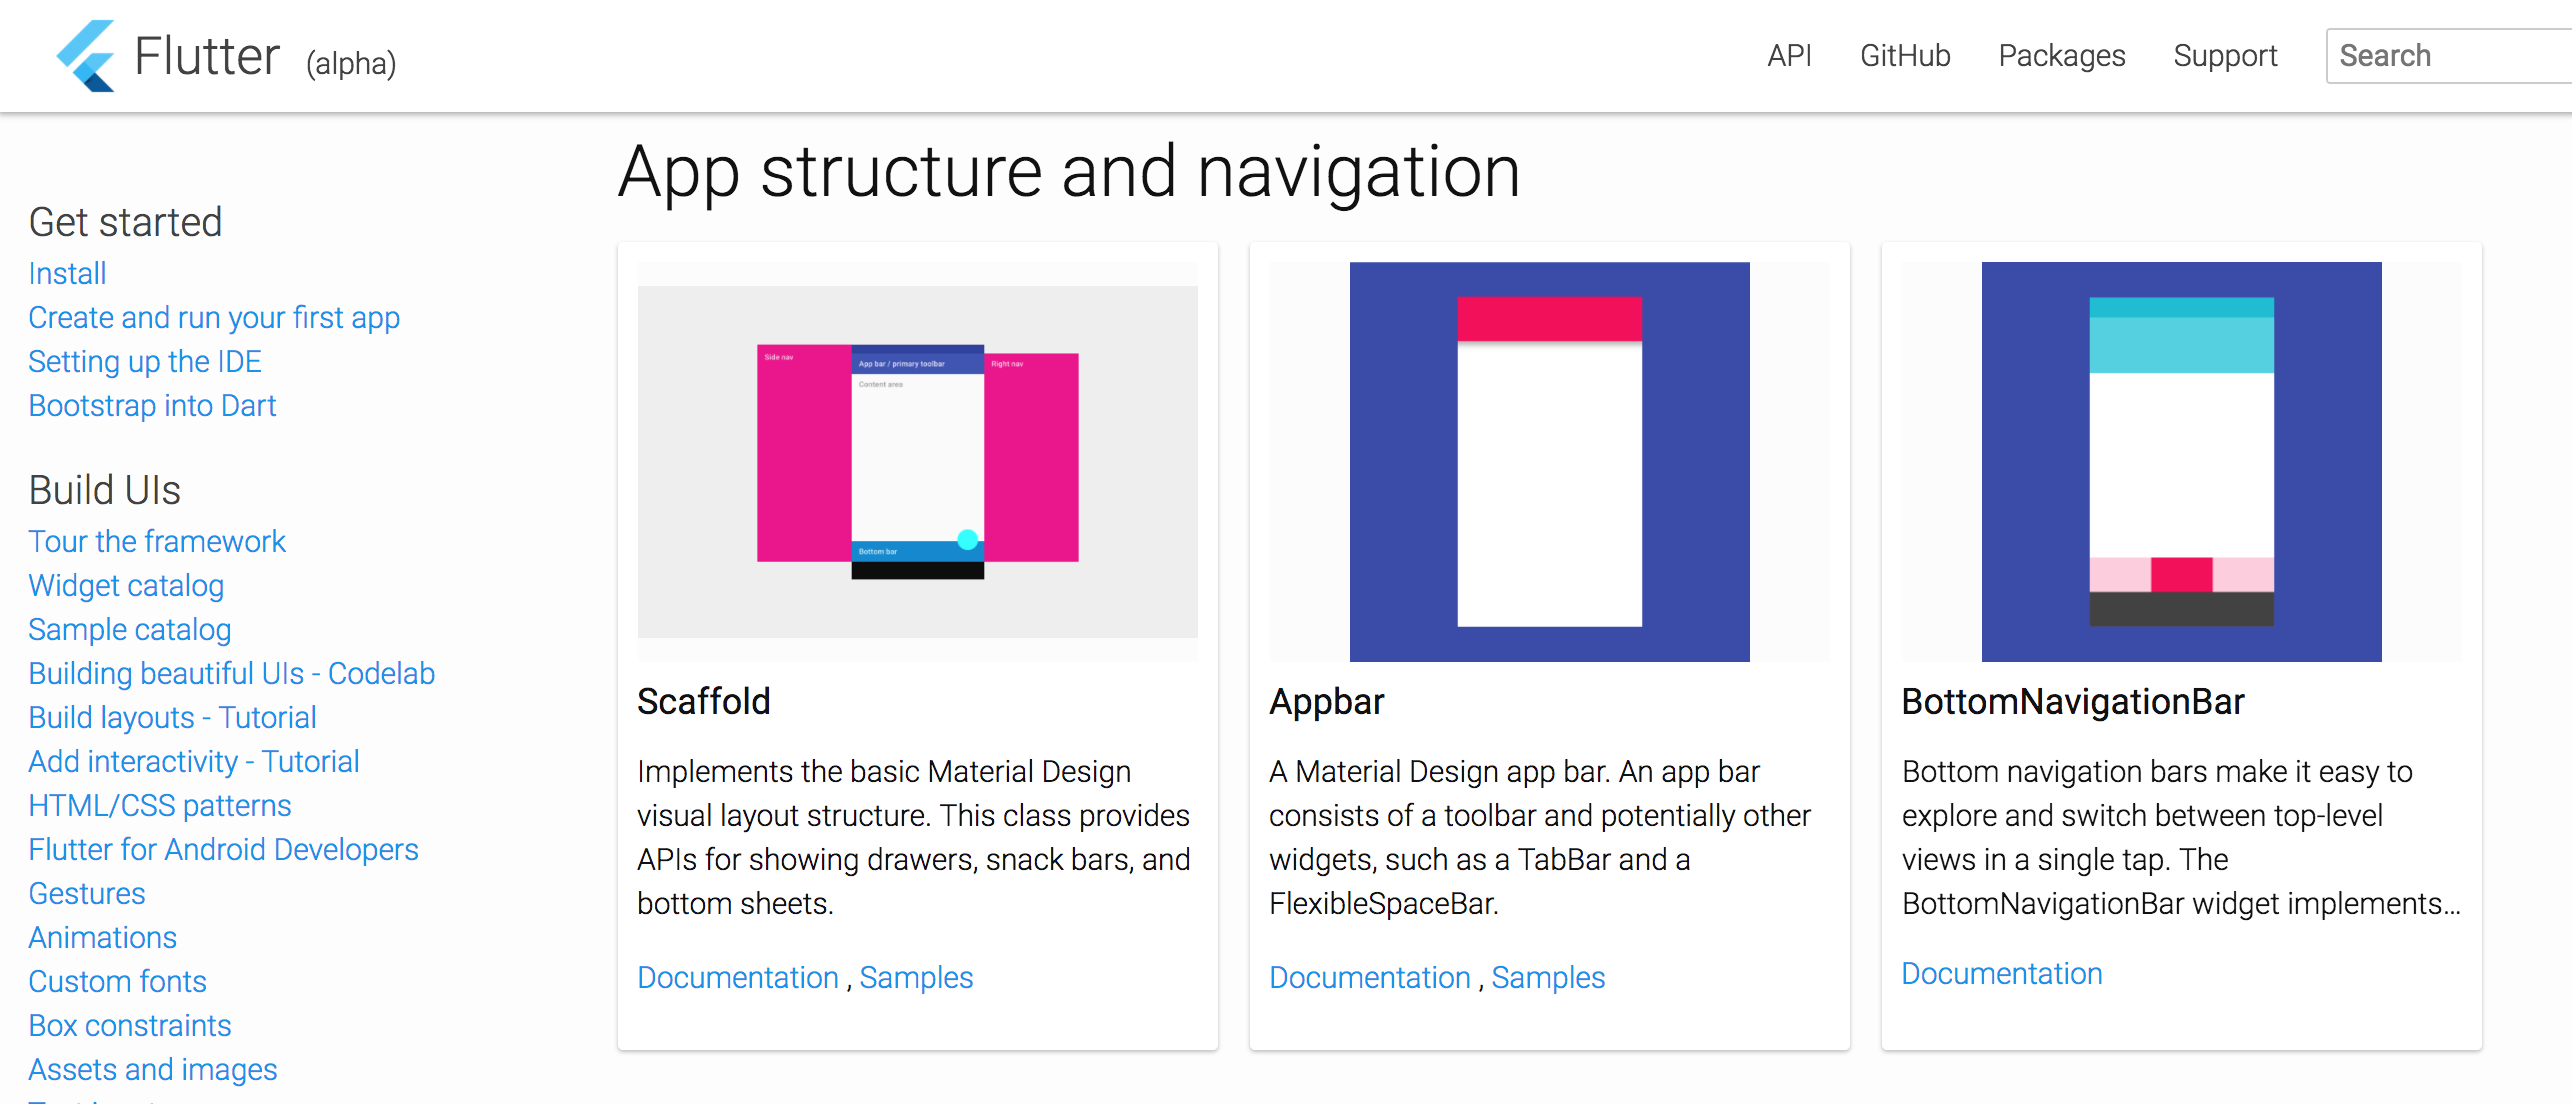 Flutter (alpha)
API GitHub Packages Support Search
Get started
Install
Create and run your first app
Setting up the IDE
Bootstrap into Dart
Build UIs
Tour the framework
Widget catalog
Sample catalog
Building beautiful UIs - Codelab
Build layouts - Tutorial
Add interactivity - Tutorial
HTML/CSS patterns
Flutter for Android Developers
Gestures
Animations
Custom fonts
Box constraints
Assets and images
App structure and navigation
Side nav
App bar / primary toolbar
Right nav
Content area
Bottom bar
Scaffold
Implements the basic Material Design
visual layout structure. This class provides
APIs for showing drawers, snack bars, and
bottom sheets.
Documentation , Samples
Appbar
A Material Design app bar. An app bar
consists of a toolbar and potentially other
widgets, such as a TabBar and a
FlexibleSpaceBar.
Documentation , Samples
BottomNavigationBar
Bottom navigation bars make it easy to
explore and switch between top-level
views in a single tap. The
BottomNavigationBar widget implements...
Documentation